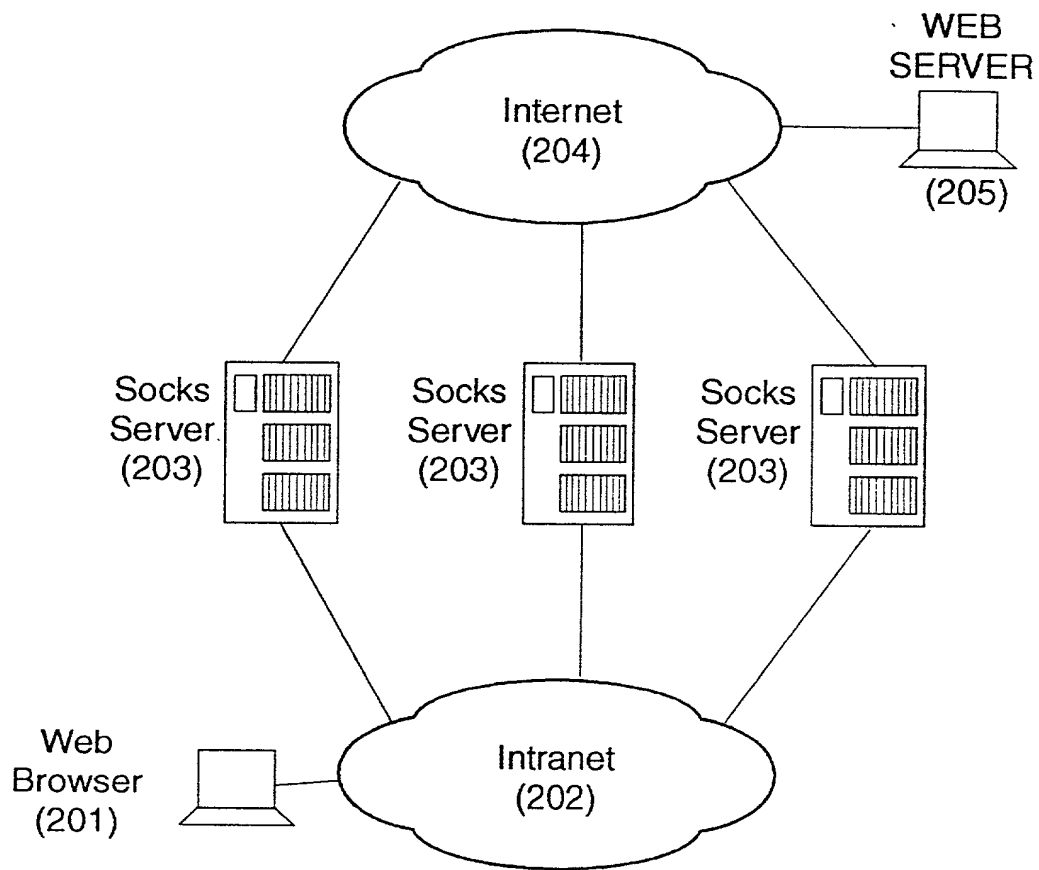 WEB
SERVER
(205)
Internet
(204)
Socks
Server
(203)
Socks
Server
(203)
Socks
Server
(203)
Web
Browser
(201)
Intranet
(202)